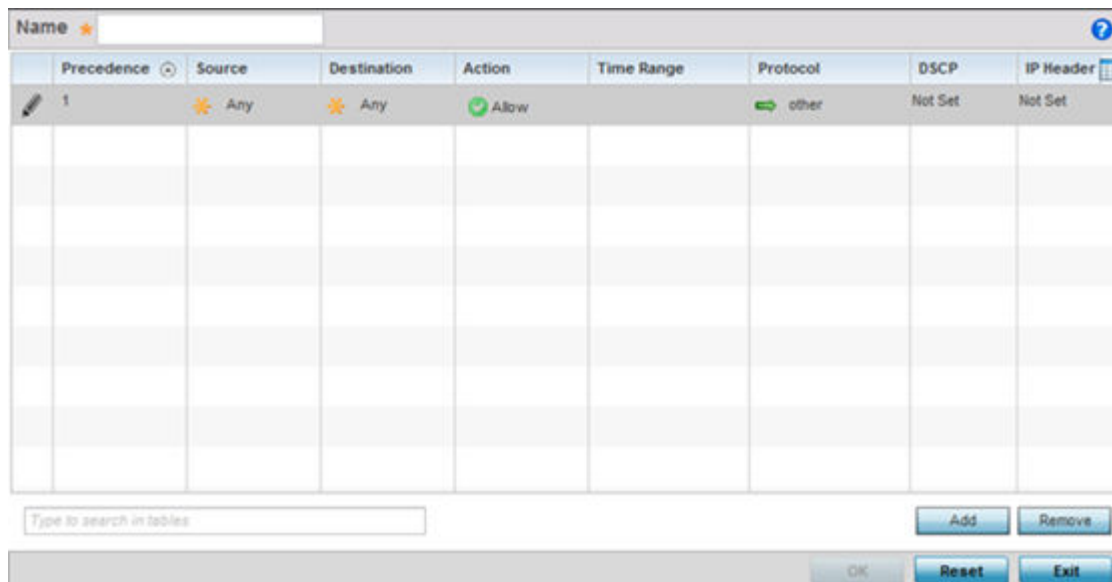 Name
Precedence Source Destination Action Time Range Protocol DSCP IP Header
1 Any Any Allow other Not Set Not Set
Type to search in tables
Add Remove
OK Reset Exit